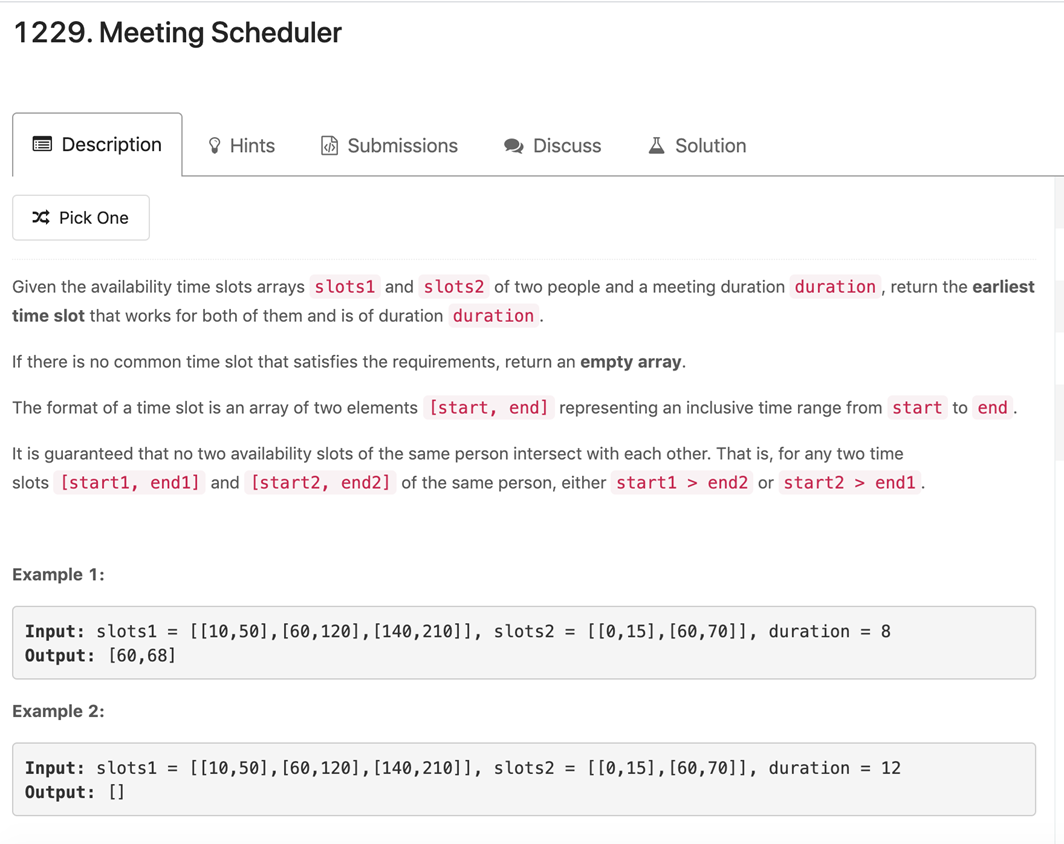 1229. Meeting Scheduler
Description Hints Submissions Discuss Solution
Pick One
Given the availability time slots arrays slots1 and slots2 of two people and a meeting duration duration, return the earliest
time slot that works for both of them and is of duration duration.
If there is no common time slot that satisfies the requirements, return an empty array.
The format of a time slot is an array of two elements [start, end] representing an inclusive time range from start to end.
It is guaranteed that no two availability slots of the same person intersect with each other. That is, for any two time
slots [start1, end1] and [start2, end2] of the same person, either start1 > end2 or start2 > end1.
Example 1:
Input: slots1 = [[10,50],[60,120],[140,210]], slots2 = [[0,15],[60,70]], duration = 8
Output: [60,68]
Example 2:
Input: slots1 = [[10,50],[60,120],[140,210]], slots2 = [[0,15],[60,70]], duration = 12
Output: []